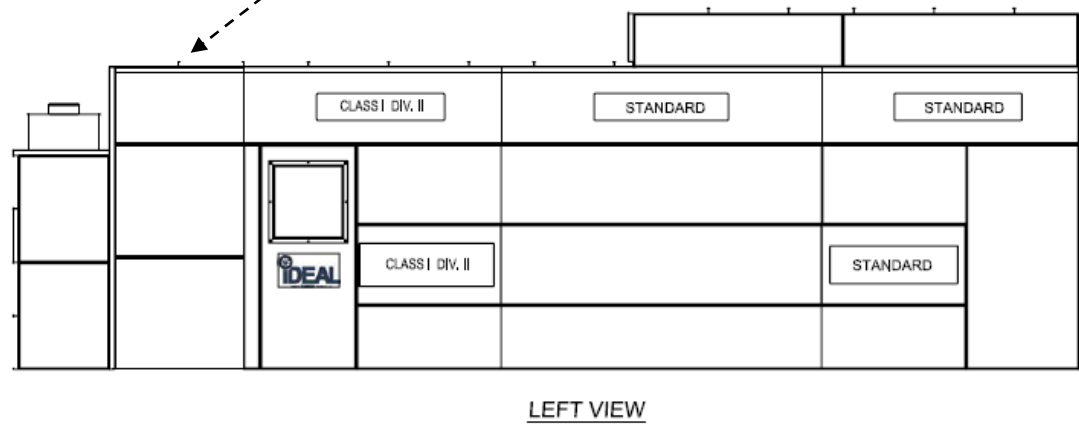 CLASS I DIV. II
STANDARD
STANDARD
CLASS I DIV. II
STANDARD
iDEAL
LEFT VIEW